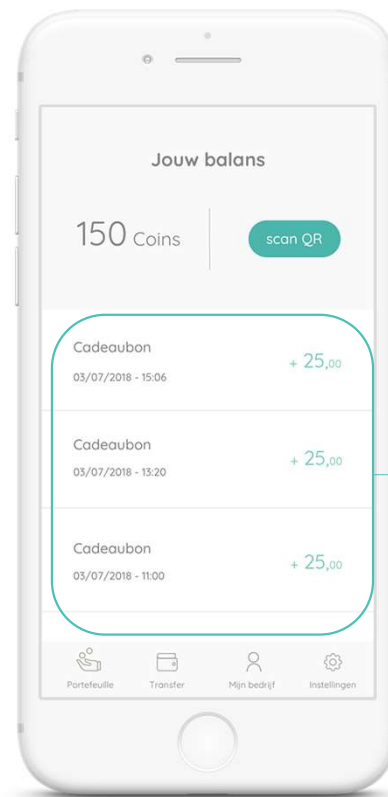 Jouw balans
150 Coins
scan QR
Cadeaubon
+ 25,00
03/07/2018 - 15:06
Cadeaubon
+ 25,00
03/07/2018 - 13:20
Cadeaubon
+ 25,00
03/07/2018 - 11:00
Portefeuille Transfer Mijn bedrijf Instellingen